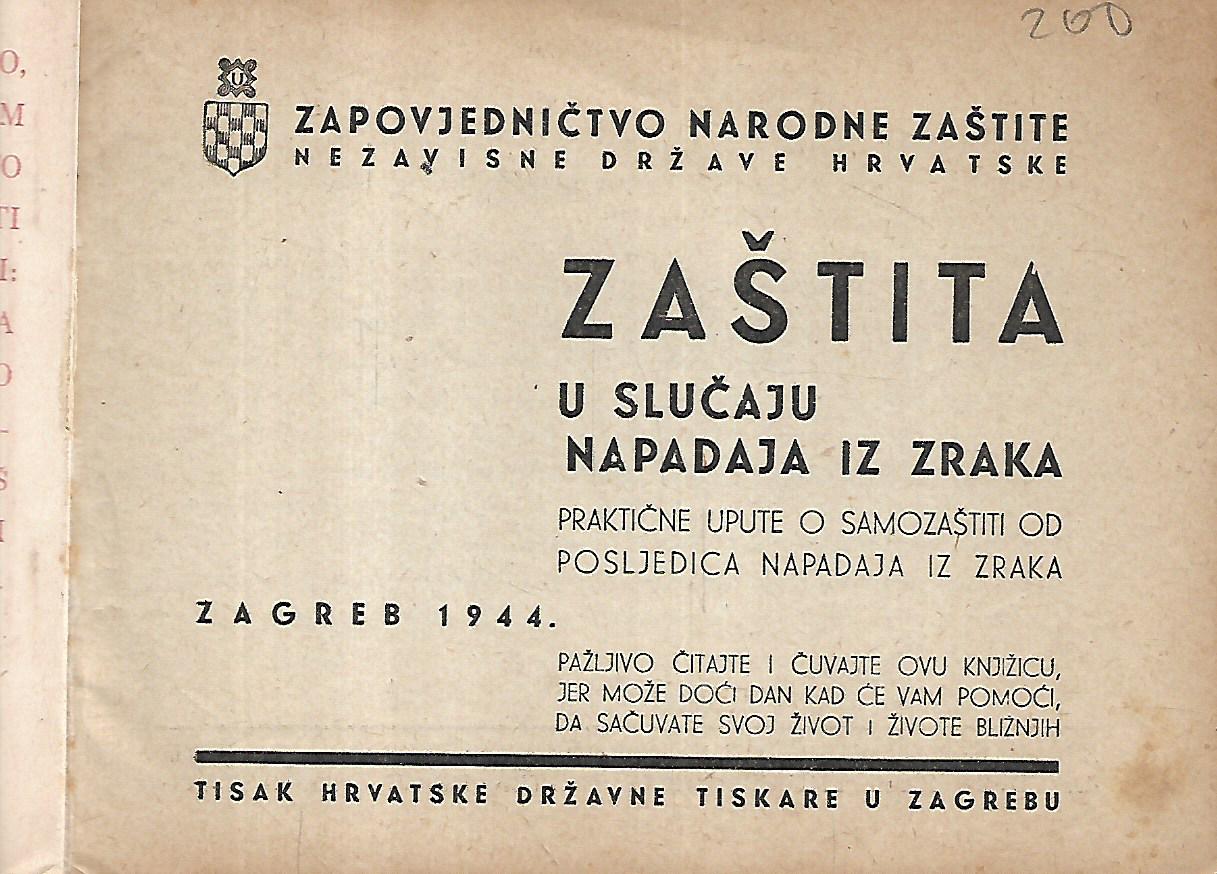 200
U
ZAPOVJEDNIČTVO NARODNE ZAŠTITE
NEZAVISNE DRŽAVE HRVATSKE
ZAŠTITA
U SLUČAJU
NAPADAJA IZ ZRAKA
PRAKTIČNE UPUTE O SAMOZAŠTITI OD
POSLJEDICA NAPADAJA IZ ZRAKA
ZAGREB 1944.
PAŽLJIVO ČITAJTE I ČUVAJTE OVU KNJIŽICU,
JER MOŽE DOĆI DAN KAD ĆE VAM POMOĆI,
DA SAČUVATE SVOJ ŽIVOT I ŽIVOTE BLIŽNJIH
TISAK HRVATSKE DRŽAVNE TISKARE U ZAGREBU